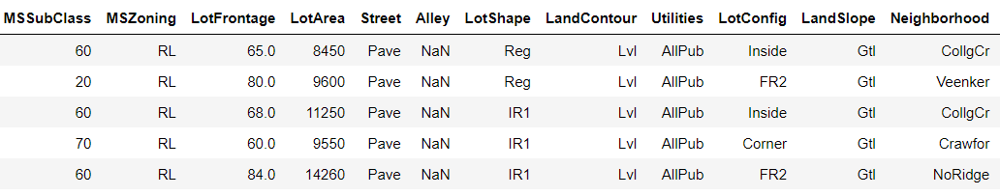 MSSubClass MSZoning LotFrontage LotArea Street Alley LotShape LandContour Utilities LotConfig LandSlope Neighborhood
60 RL 65.0 8450 Pave NaN Reg Lvl AllPub Inside Gtl CollgCr
20 RL 80.0 9600 Pave NaN Reg Lvl AllPub FR2 Gtl Veenker
60 RL 68.0 11250 Pave NaN IR1 Lvl AllPub Inside Gtl CollgCr
70 RL 60.0 9550 Pave NaN IR1 Lvl AllPub Corner Gtl Crawfor
60 RL 84.0 14260 Pave NaN IR1 Lvl AllPub FR2 Gtl NoRidge